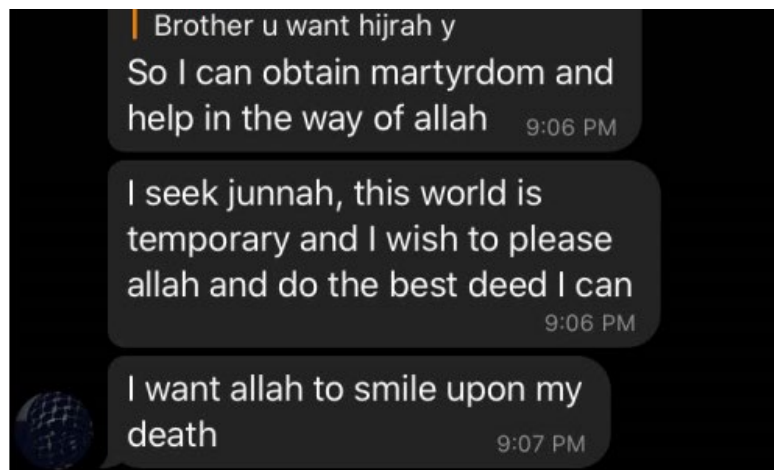 Brother u want hijrah y
So I can obtain martyrdom and
help in the way of allah 9:06 PM
I seek junnah, this world is
temporary and I wish to please
allah and do the best deed I can
9:06 PM
I want allah to smile upon my
death 9:07 PM